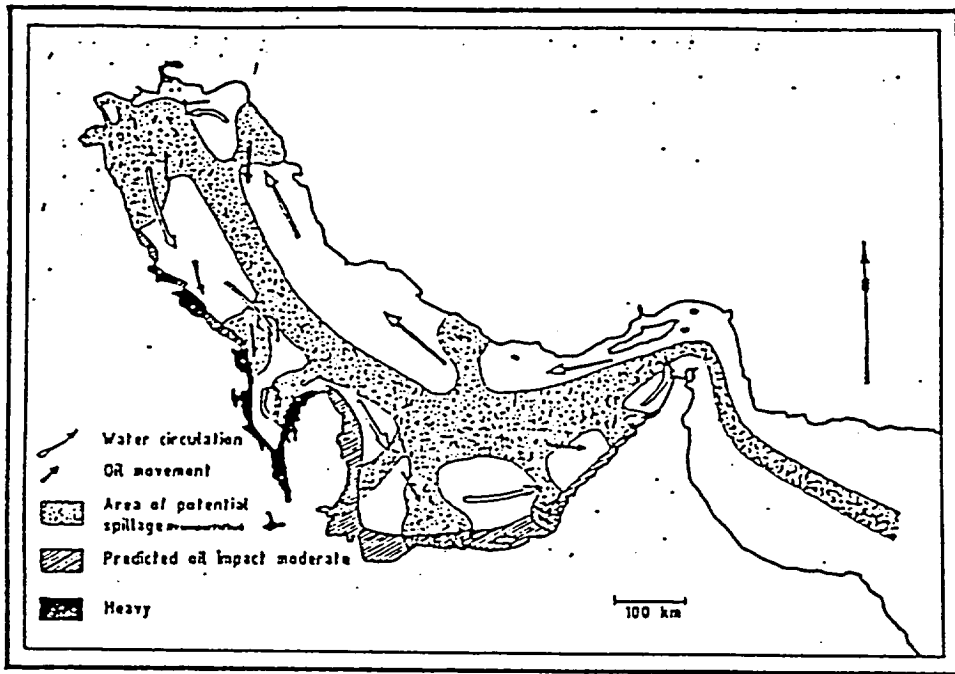 Water circulation
Oil movement
Area of potential
spillage
Predicted oil impact moderate
Heavy
100 km